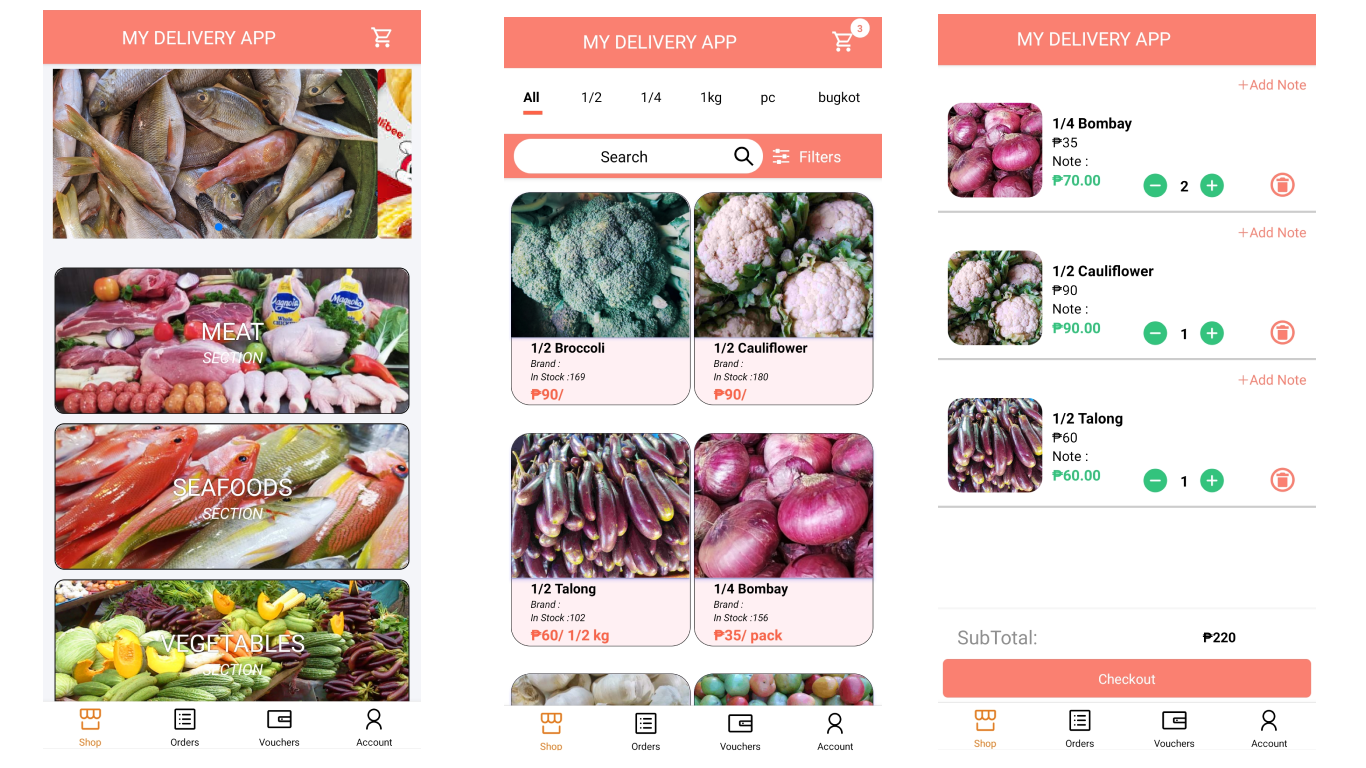 MY DELIVERY APP
llibee
Magnolia
Whole
CHICKEN
Magnolia
MEAT
SECTION
SEAFOODS
SECTION
VEGETABLES
SECTION
Shop
Orders
Vouchers
Account
MY DELIVERY APP
3
All 1/2 1/4 1kg pc bugkot
Search
Filters
1/2 Broccoli
Brand :
In Stock :169
₱90/
1/2 Cauliflower
Brand :
In Stock :180
₱90/
1/2 Talong
Brand :
In Stock :102
₱60/ 1/2 kg
1/4 Bombay
Brand :
In Stock :156
₱35/ pack
Shop
Orders
Vouchers
Account
MY DELIVERY APP
+Add Note
1/4 Bombay
₱35
Note :
₱70.00
2
+Add Note
1/2 Cauliflower
₱90
Note :
₱90.00
1
+Add Note
1/2 Talong
₱60
Note :
₱60.00
1
SubTotal: ₱220
Checkout
Shop
Orders
Vouchers
Account